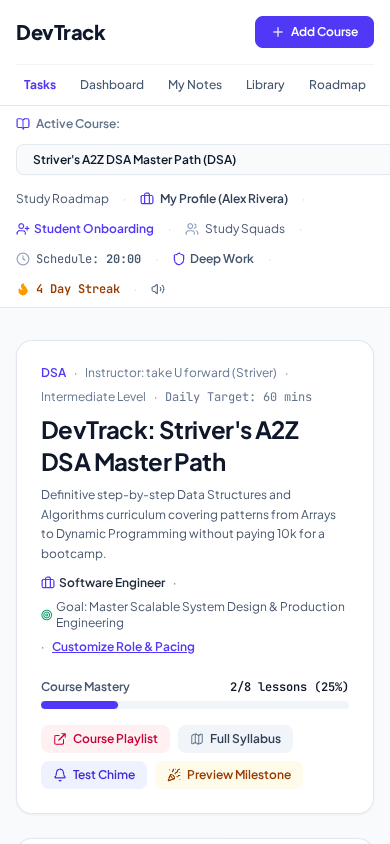 DevTrack
Add Course
Tasks Dashboard My Notes Library Roadmap
Active Course:
Striver's A2Z DSA Master Path (DSA)
Study Roadmap · My Profile (Alex Rivera) ·
Student Onboarding · Study Squads ·
Schedule: 20:00 · Deep Work ·
4 Day Streak ·
DSA · Instructor: take U forward (Striver) ·
Intermediate Level · Daily Target: 60 mins
DevTrack: Striver's A2Z
DSA Master Path
Definitive step-by-step Data Structures and
Algorithms curriculum covering patterns from Arrays
to Dynamic Programming without paying 10k for a
bootcamp.
Software Engineer ·
Goal: Master Scalable System Design & Production
Engineering
· Customize Role & Pacing
Course Mastery 2/8 lessons (25%)
Course Playlist Full Syllabus
Test Chime Preview Milestone